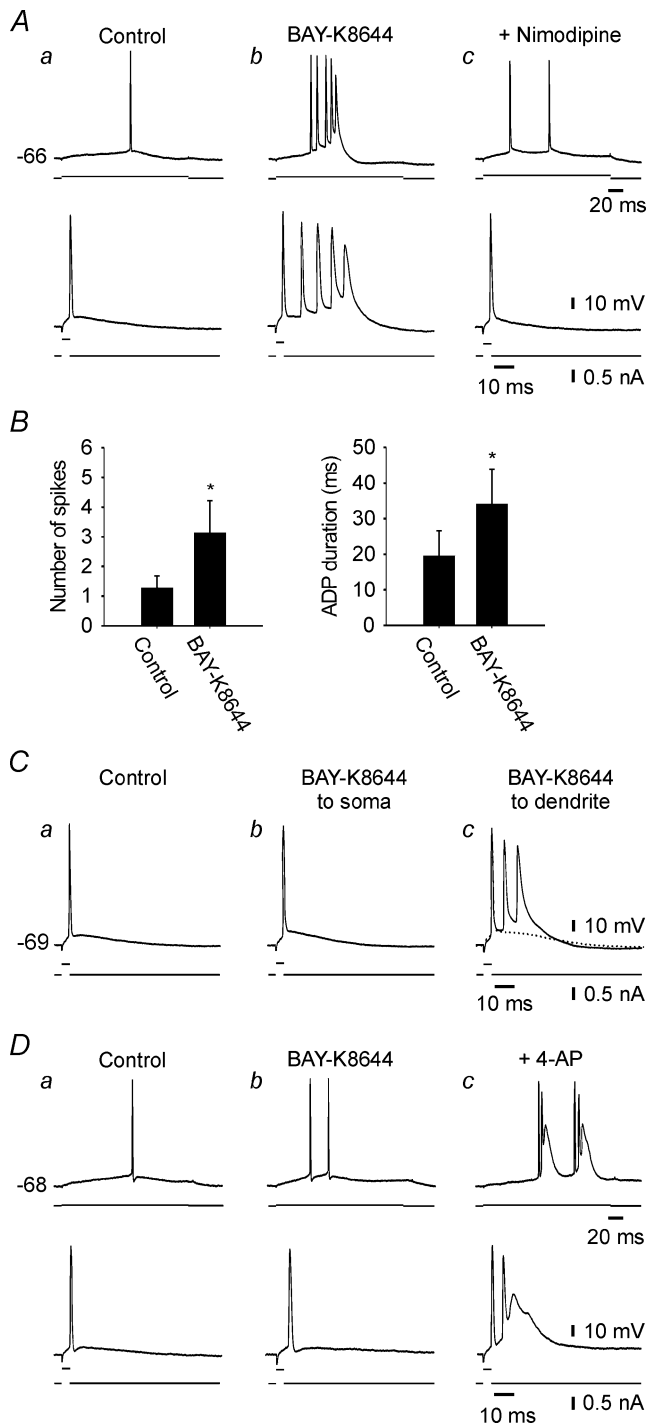 A
Control
BAY-K8644
+ Nimodipine
a
b
c
-66
20 ms
10 mV
10 ms
0.5 nA
B
Number of spikes
6
5
4
3
2
1
0
*
Control
BAY-K8644
ADP duration (ms)
50
40
30
20
10
0
*
Control
BAY-K8644
C
Control
BAY-K8644
to soma
BAY-K8644
to dendrite
a
b
c
-69
10 mV
10 ms
0.5 nA
D
Control
BAY-K8644
+ 4-AP
a
b
c
-68
20 ms
10 mV
10 ms
0.5 nA